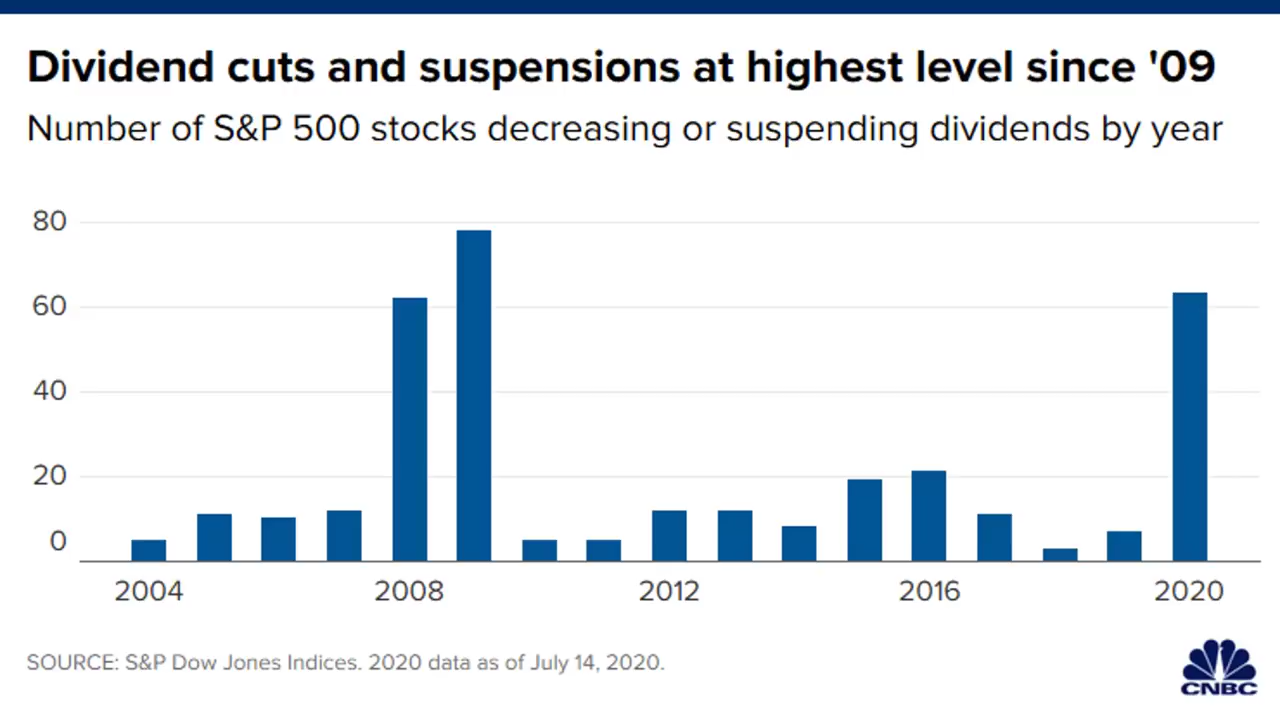 Dividend cuts and suspensions at highest level since '09
Number of S&P 500 stocks decreasing or suspending dividends by year
80
60
40
20
0
2004 2008 2012 2016 2020
SOURCE: S&P Dow Jones Indices. 2020 data as of July 14, 2020.
CNBC